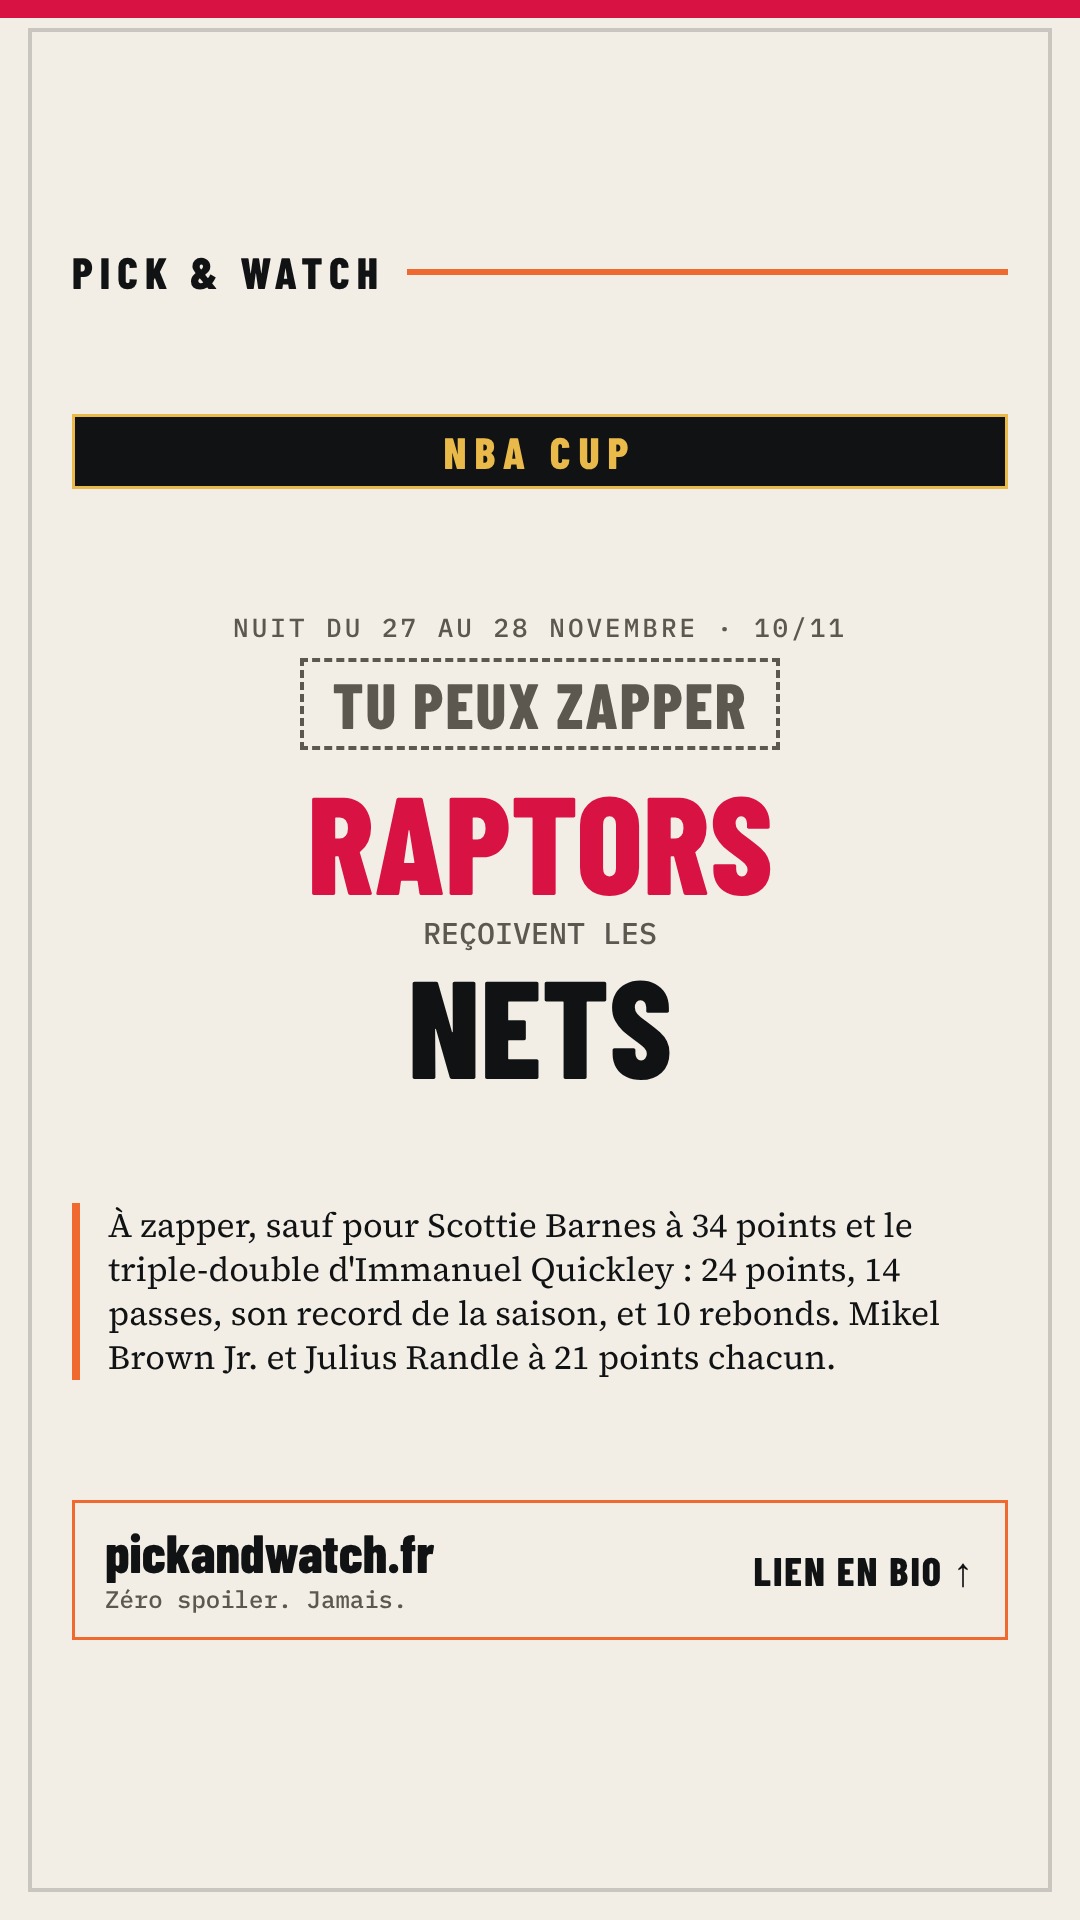 PICK & WATCH
NBA CUP
NUIT DU 27 AU 28 NOVEMBRE · 10/11
TU PEUX ZAPPER
RAPTORS
REÇOIVENT LES
NETS
À zapper, sauf pour Scottie Barnes à 34 points et le
triple-double d'Immanuel Quickley : 24 points, 14
passes, son record de la saison, et 10 rebonds. Mikel
Brown Jr. et Julius Randle à 21 points chacun.
pickandwatch.fr
Zéro spoiler. Jamais.
LIEN EN BIO ↑